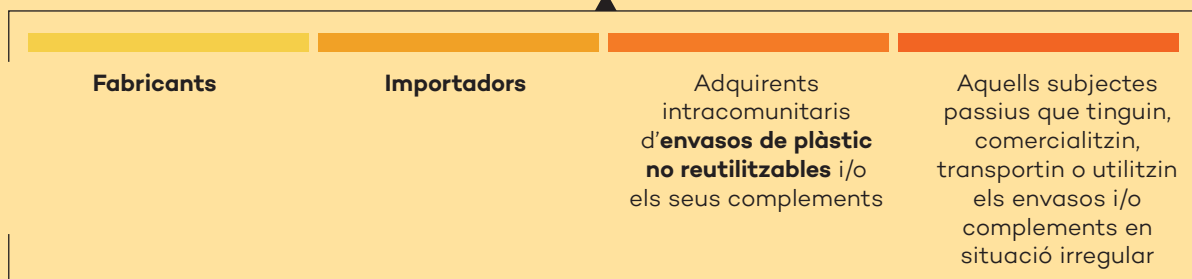 Fabricants
Importadors
Adquirents
intracomunitaris
d'envasos de plàstic
no reutilitzables i/o
els seus complements
Aquells subjectes
passius que tinguin,
comercialitzin,
transportin o utilitzin
els envasos i/o
complements en
situació irregular